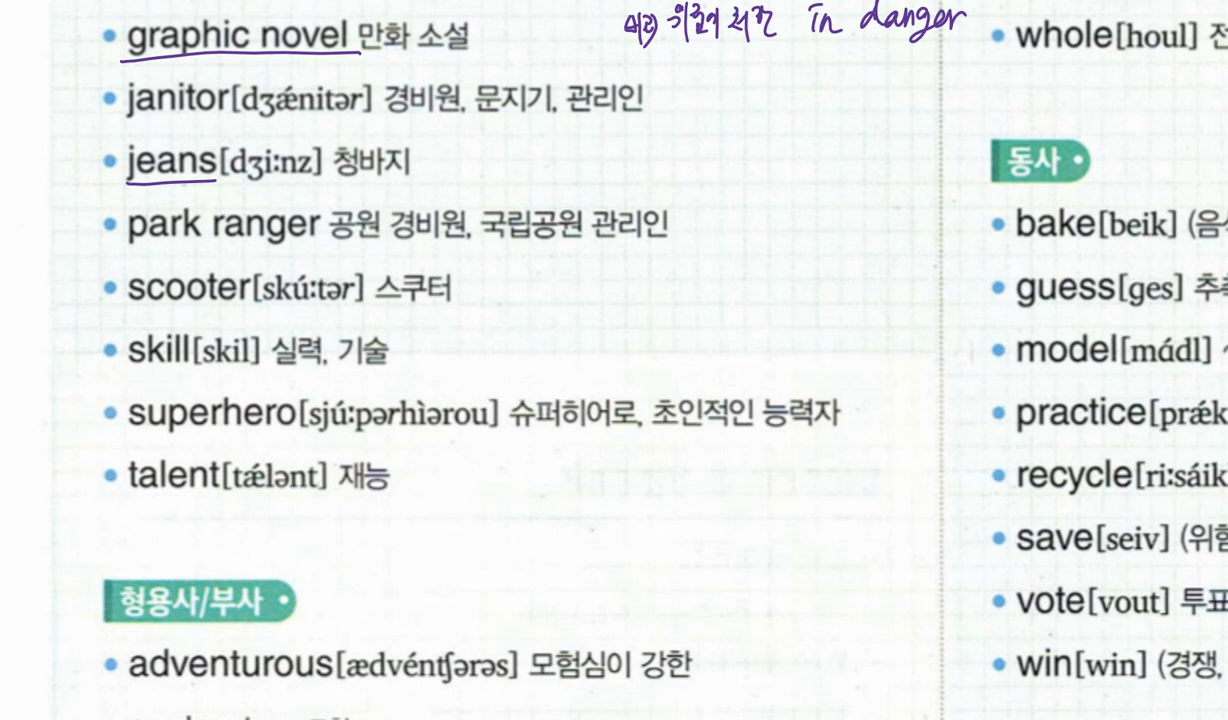 graphic novel 만화 소설
in danger
janitor[dʒǽnitər] 경비원, 문지기, 관리인
jeans[dʒi:nz] 청바지
park ranger 공원 경비원, 국립공원 관리인
scooter[skú:tər] 스쿠터
skill[skil] 실력, 기술
superhero[sjú:pərhìərou] 슈퍼히어로, 초인적인 능력자
talent[tǽlənt] 재능
형용사/부사
adventurous[ædvéntʃərəs] 모험심이 강한
whole[houl]
동사
bake[beik]
guess[ges]
model[mádl]
practice[prǽk
recycle[ri:sáik
save[seiv]
vote[vout] 투표
win[win] (경쟁,